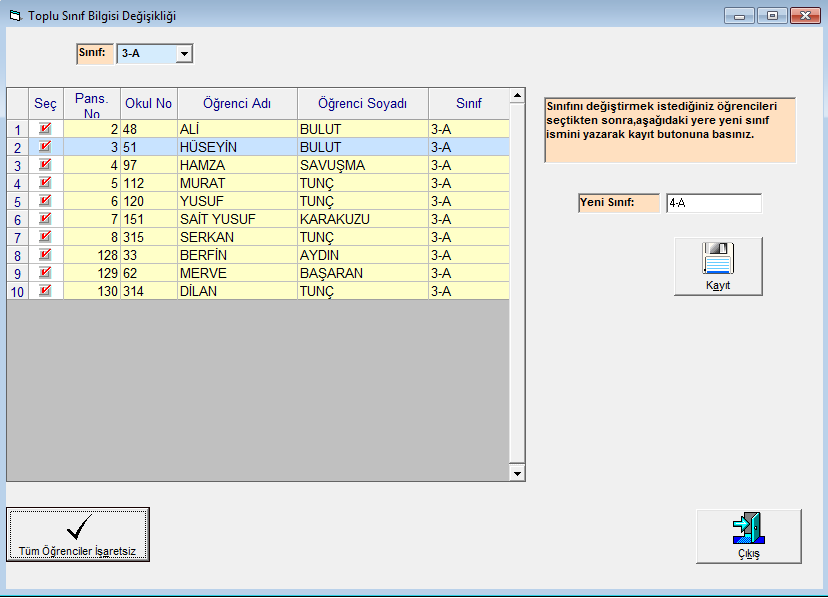 Toplu Sınıf Bilgisi Değişikliği
Sınıf: 3-A
Seç Pans. No Okul No Öğrenci Adı Öğrenci Soyadı Sınıf
1 2 48 ALİ BULUT 3-A
2 3 51 HÜSEYİN BULUT 3-A
3 4 97 HAMZA SAVUŞMA 3-A
4 5 112 MURAT TUNÇ 3-A
5 6 120 YUSUF TUNÇ 3-A
6 7 151 SAİT YUSUF KARAKUZU 3-A
7 8 315 SERKAN TUNÇ 3-A
8 128 33 BERFİN AYDIN 3-A
9 129 62 MERVE BAŞARAN 3-A
10 130 314 DİLAN TUNÇ 3-A
Sınıfını değiştirmek istediğiniz öğrencileri
seçtikten sonra,aşağıdaki yere yeni sınıf
ismini yazarak kayıt butonuna basınız.
Yeni Sınıf: 4-A
Kayıt
Tüm Öğrenciler İşaretsiz
Çıkış